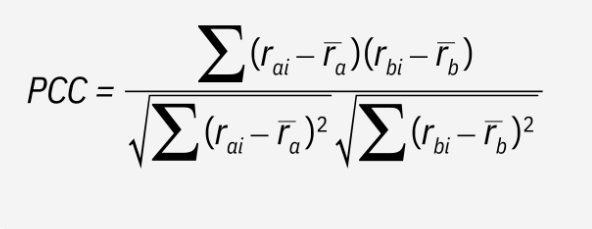 PCC = ∑(r_ai − r̅_a)(r_bi − r̅_b) / √∑(r_ai − r̅_a)² √∑(r_bi − r̅_b)²